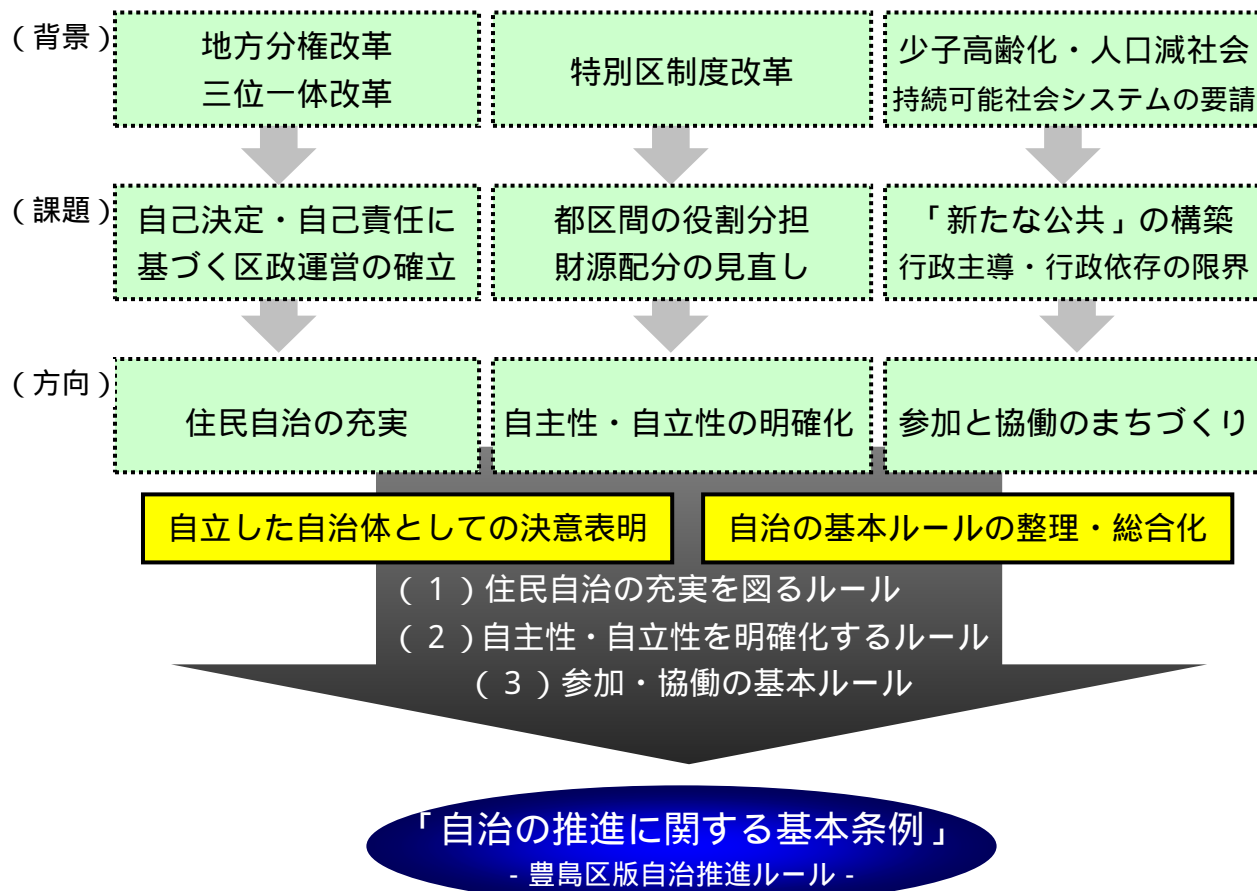 （背景）
地方分権改革
三位一体改革
特別区制度改革
少子高齢化・人口減社会
持続可能社会システムの要請
（課題）
自己決定・自己責任に
基づく区政運営の確立
都区間の役割分担
財源配分の見直し
「新たな公共」の構築
行政主導・行政依存の限界
（方向）
住民自治の充実
自主性・自立性の明確化
参加と協働のまちづくり
自立した自治体としての決意表明
自治の基本ルールの整理・総合化
（１）住民自治の充実を図るルール
（２）自主性・自立性を明確化するルール
（３）参加・協働の基本ルール
「自治の推進に関する基本条例」
- 豊島区版自治推進ルール -